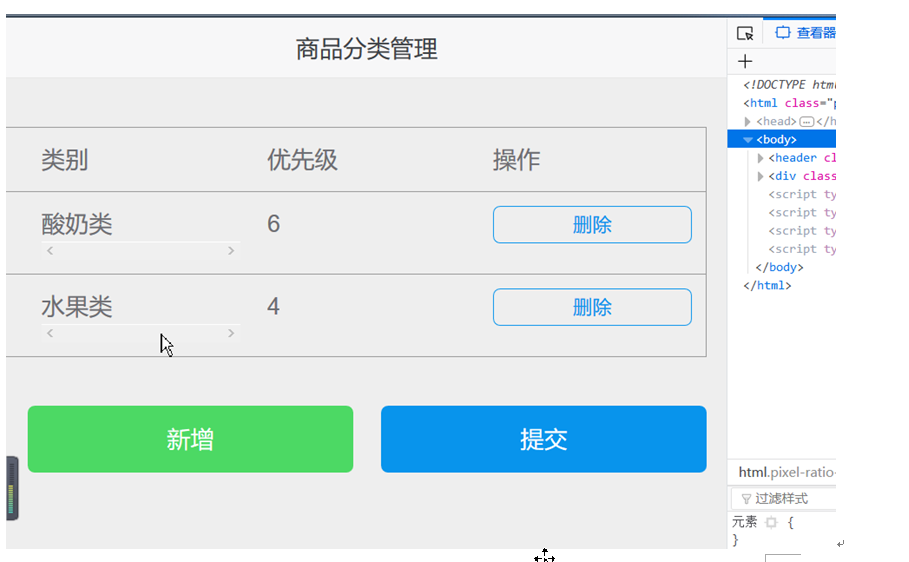 商品分类管理
类别 优先级 操作
酸奶类 6 删除
水果类 4 删除
新增 提交
查看器
<!DOCTYPE htm
<html class="p
<head> … </h
<body>
<header cl
<div class
<script ty
<script ty
<script ty
<script ty
</body>
</html>
html.pixel-ratio-
过滤样式
元素 {
}